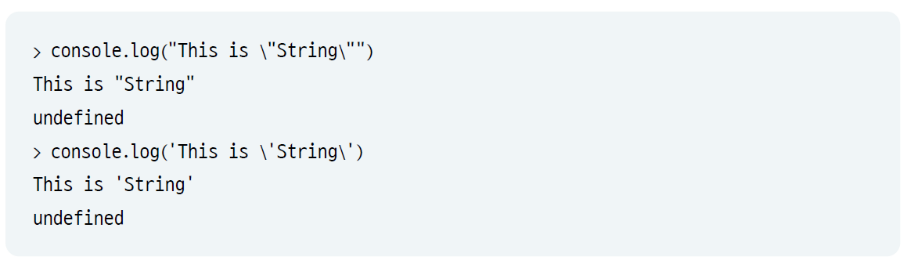 > console.log("This is \"String\"")
This is "String"
undefined
> console.log('This is \'String\')
This is 'String'
undefined